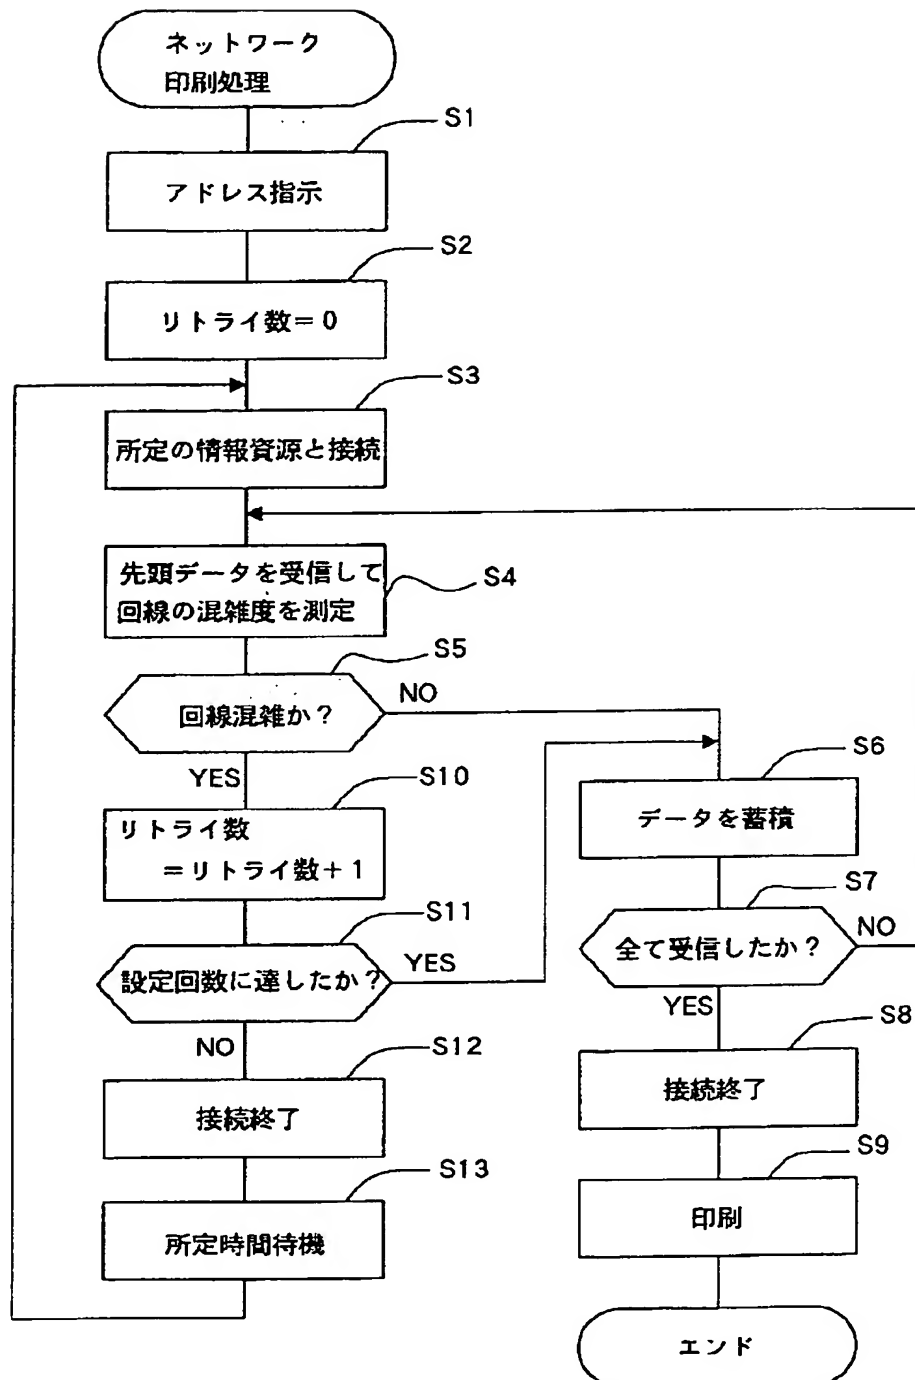 ネットワーク
印刷処理
S1
アドレス指示
S2
リトライ数=0
S3
所定の情報資源と接続
先頭データを受信して
回線の混雑度を測定
S4
S5
回線混雑か?
NO
YES
S10
リトライ数
=リトライ数+1
S11
設定回数に達したか?
YES
NO
S12
接続終了
S13
所定時間待機
S6
データを蓄積
S7
全て受信したか?
NO
YES
S8
接続終了
S9
印刷
エンド